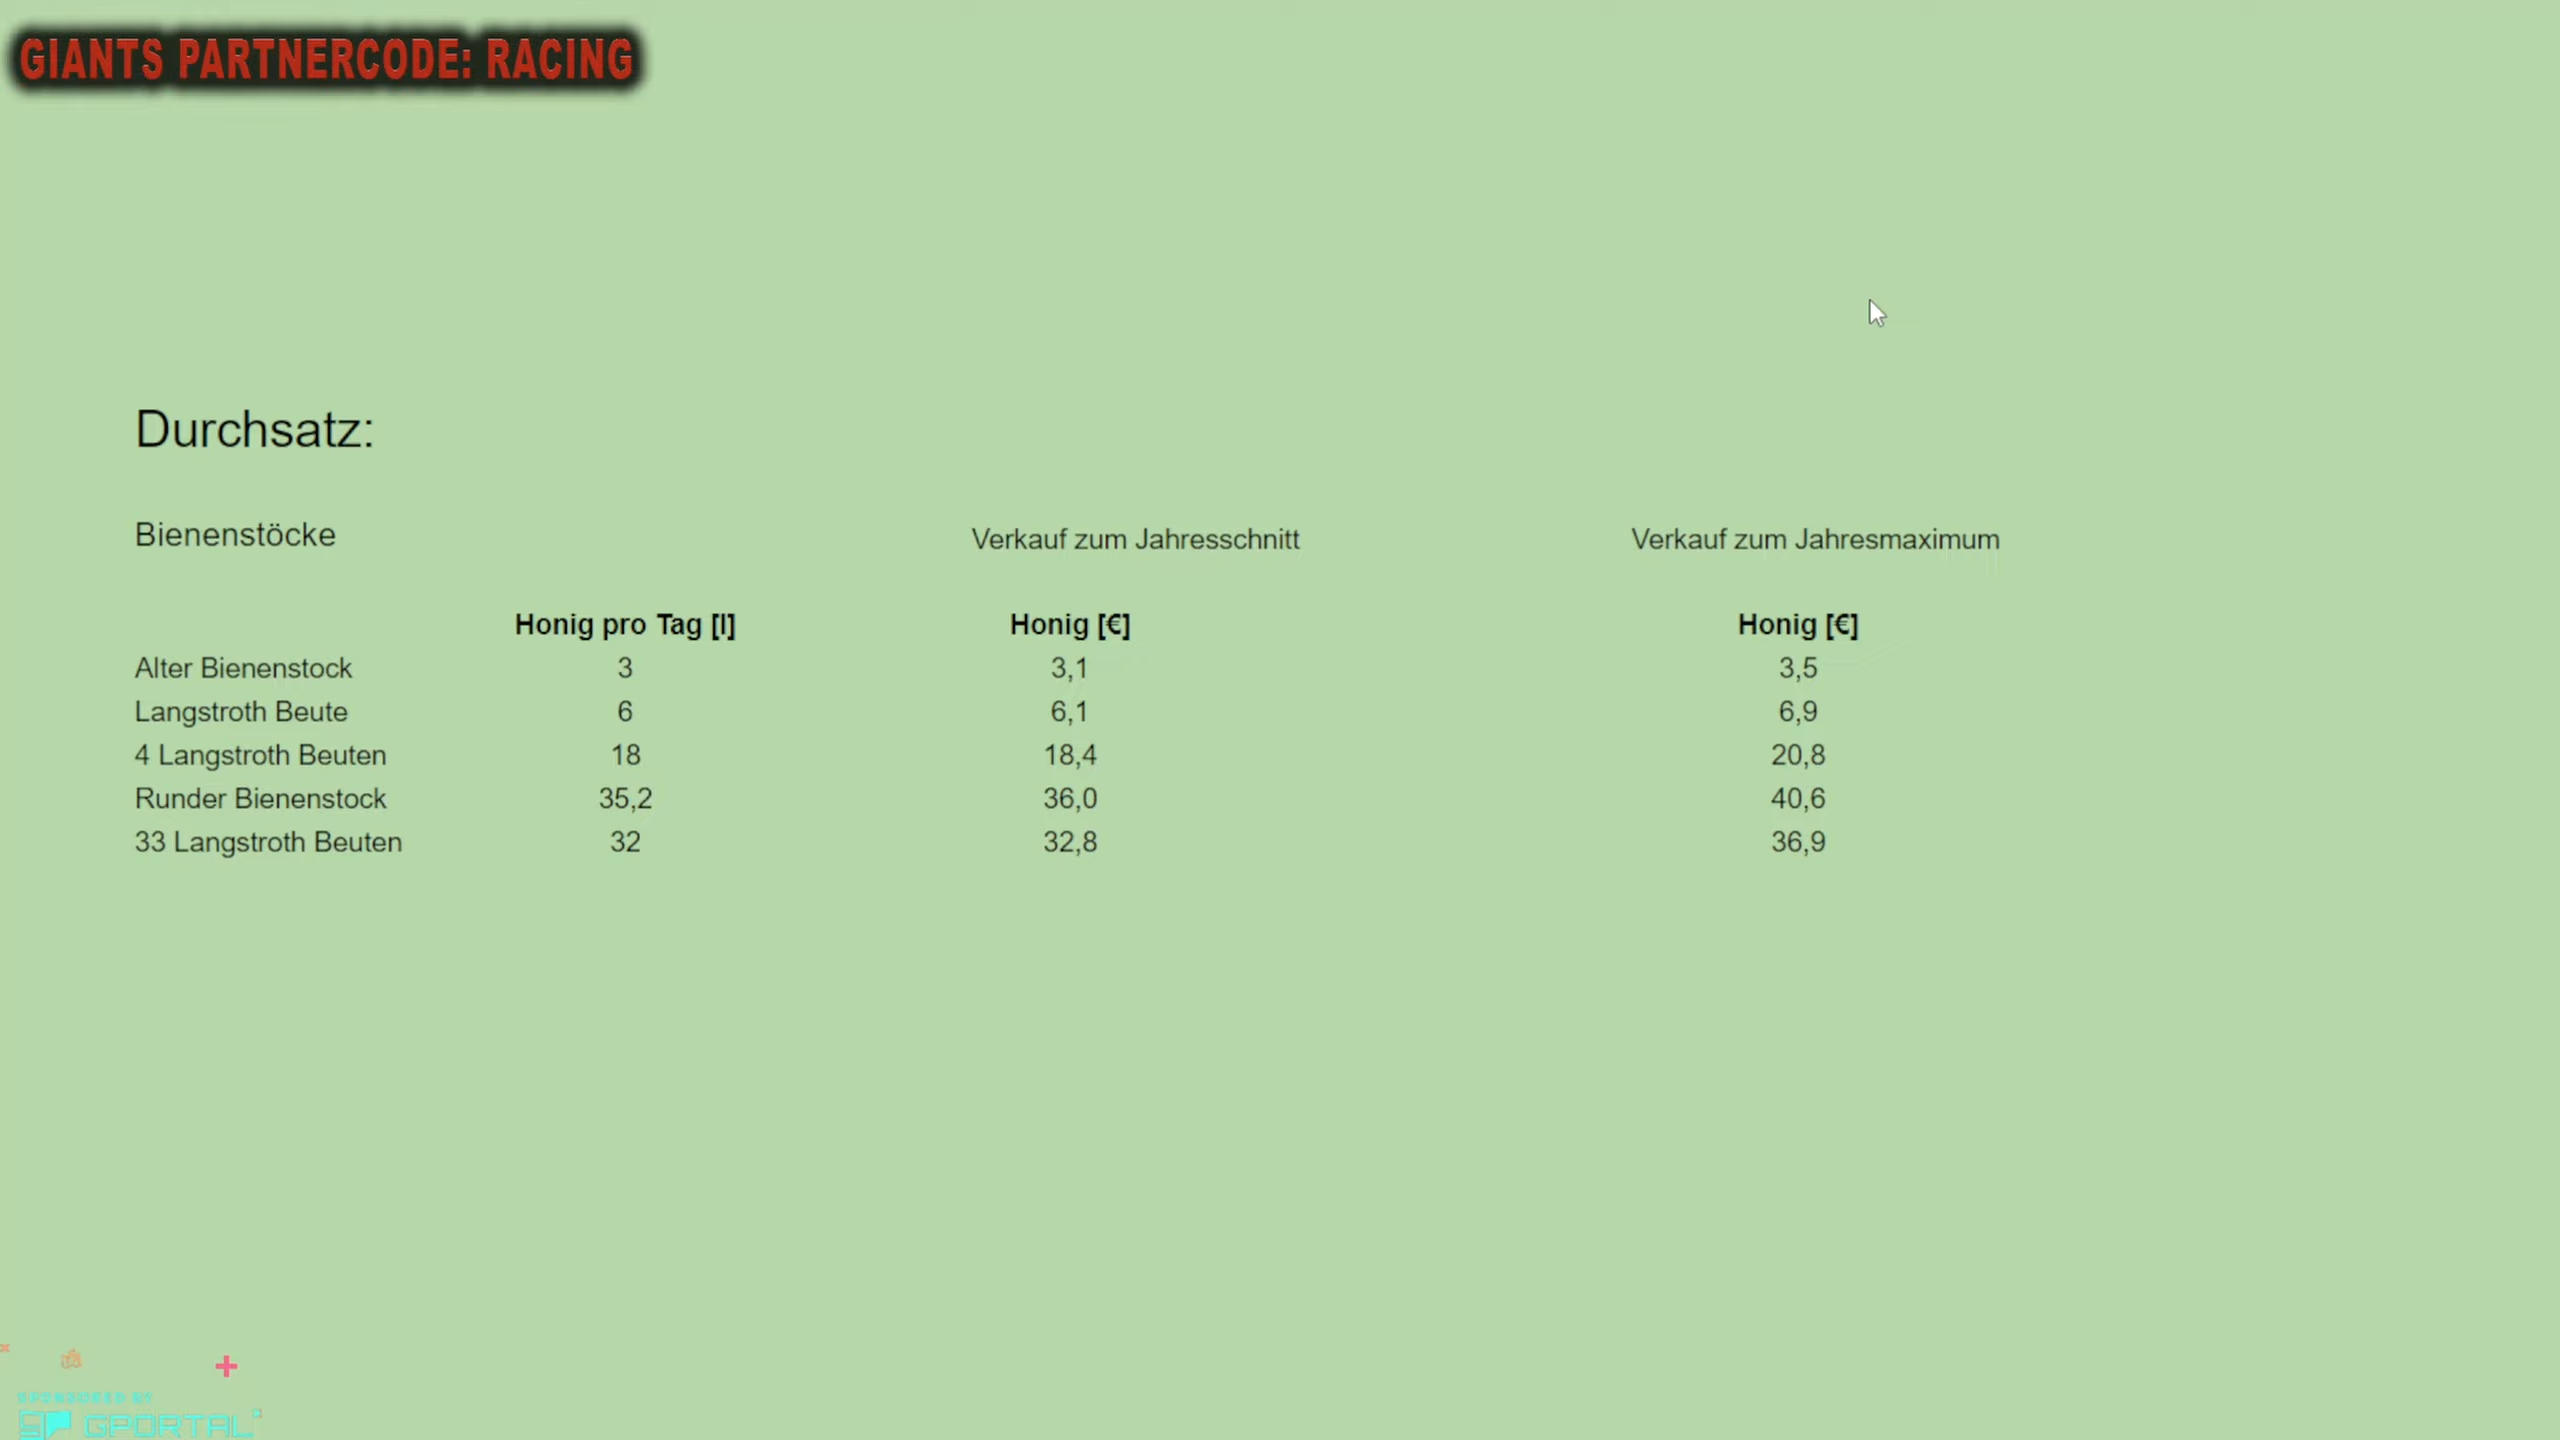 GIANTS PARTNERCODE: RACING
Durchsatz:
Bienenstöcke Verkauf zum Jahresschnitt Verkauf zum Jahresmaximum
Honig pro Tag [l] Honig [€] Honig [€]
Alter Bienenstock 3 3,1 3,5
Langstroth Beute 6 6,1 6,9
4 Langstroth Beuten 18 18,4 20,8
Runder Bienenstock 35,2 36,0 40,6
33 Langstroth Beuten 32 32,8 36,9
SPONSORED BY
GPORTAL